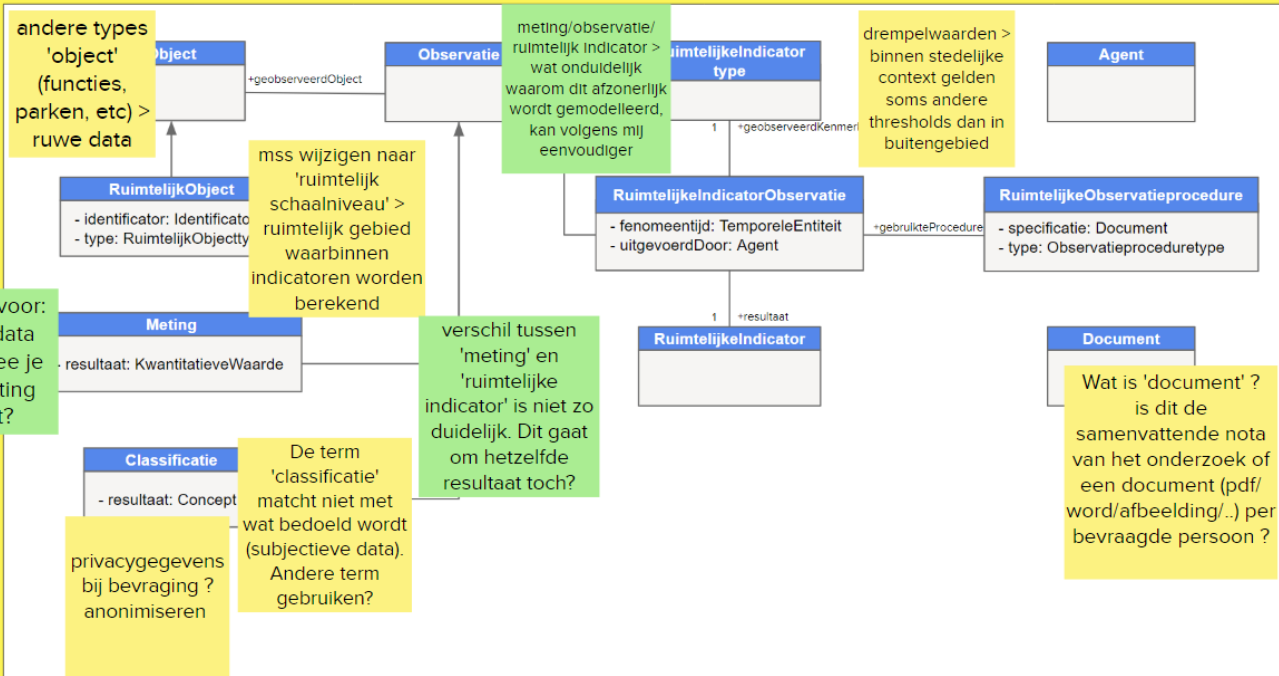 andere types
'object'
(functies,
parken, etc) >
ruwe data
Object
+geobserveerdObject
Observatie
meting/observatie/
ruimtelijk indicator >
wat onduidelijk
waarom dit afzonerlijk
wordt gemodelleerd,
kan volgens mij
eenvoudiger
RuimtelijkeIndicator
type
drempelwaarden >
binnen stedelijke
context gelden
soms andere
thresholds dan in
buitengebied
Agent
1
+geobserveerdKenmerk
mss wijzigen naar
'ruimtelijk
schaalniveau' >
ruimtelijk gebied
waarbinnen
indicatoren worden
berekend
RuimtelijkObject
- identificator: Identificato
- type: RuimtelijkObjectty
RuimtelijkeIndicatorObservatie
- fenomeentijd: TemporeleEntiteit
- uitgevoerdDoor: Agent
+gebruikteProcedure
RuimtelijkeObservatieprocedure
- specificatie: Document
- type: Observatieproceduretype
voor:
data
ee je
ting
t?
Meting
- resultaat: KwantitatieveWaarde
verschil tussen
'meting' en
'ruimtelijke
indicator' is niet zo
duidelijk. Dit gaat
om hetzelfde
resultaat toch?
1
+resultaat
RuimtelijkeIndicator
Document
Wat is 'document' ?
is dit de
samenvattende nota
van het onderzoek of
een document (pdf/
word/afbeelding/..) per
bevraagde persoon ?
Classificatie
- resultaat: Concept
De term
'classificatie'
matcht niet met
wat bedoeld wordt
(subjectieve data).
Andere term
gebruiken?
privacygegevens
bij bevraging ?
anonimiseren